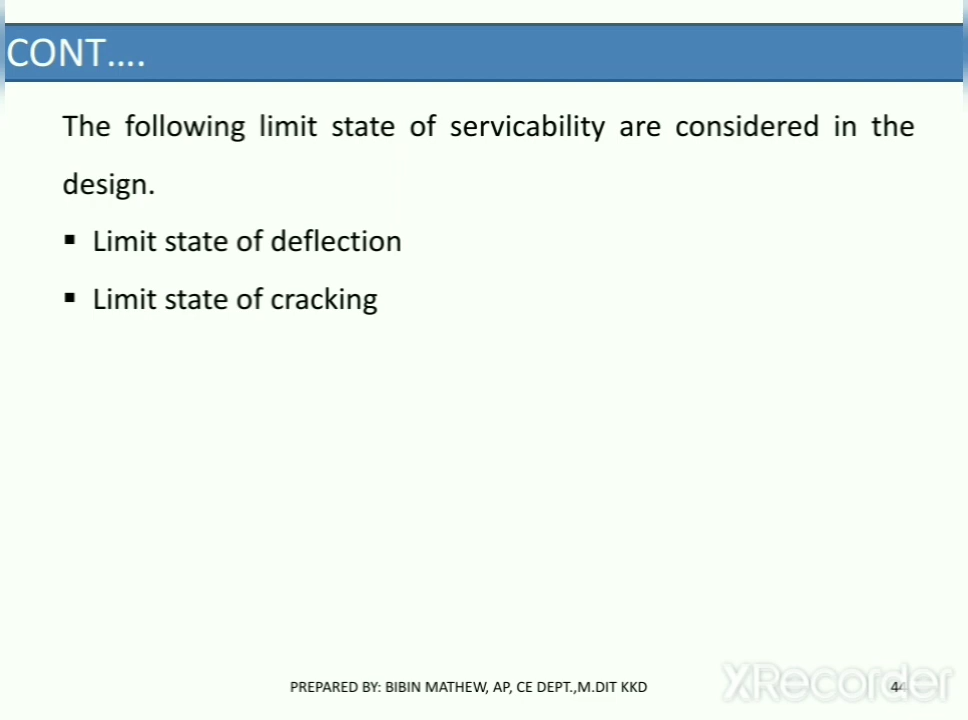 CONT....
The following limit state of servicability are considered in the
design.
▪ Limit state of deflection
▪ Limit state of cracking
PREPARED BY: BIBIN MATHEW, AP, CE DEPT.,M.DIT KKD
XRecorder
44